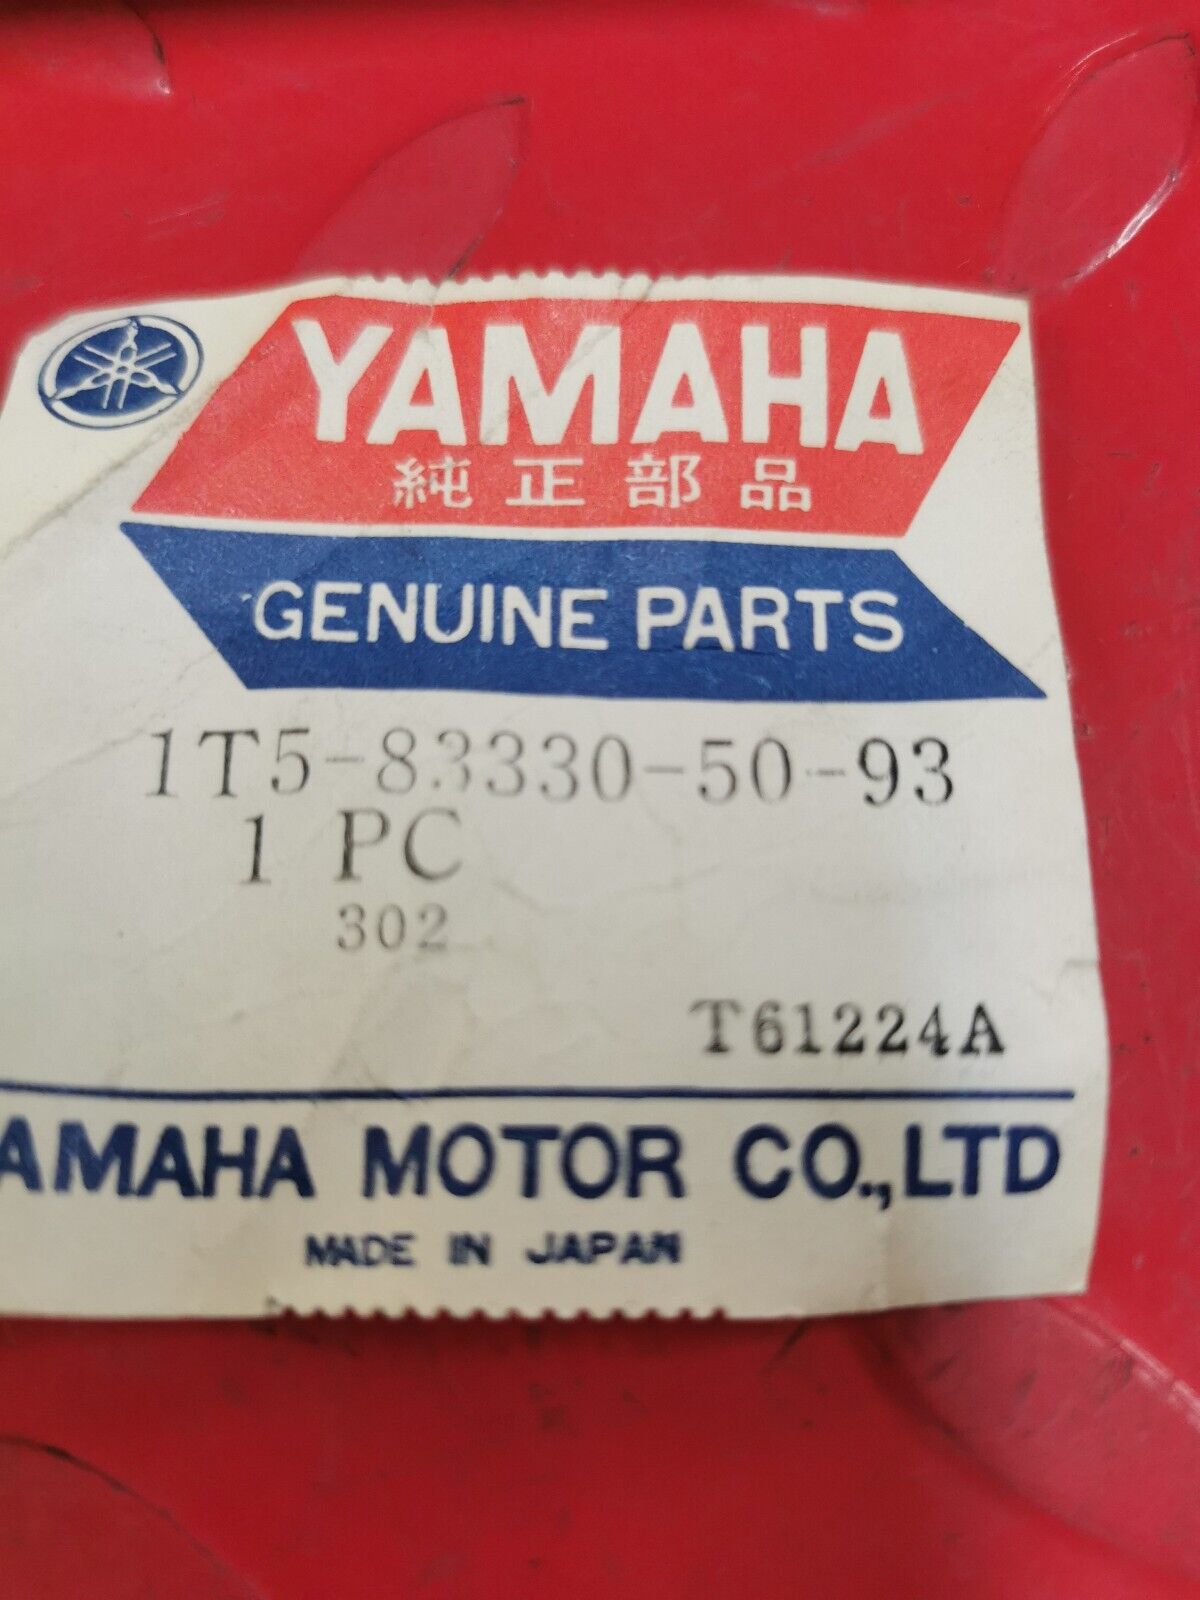 YAMAHA
純正部品
GENUINE PARTS
1T5-83330-50-93
1 PC
302
T61224A
YAMAHA MOTOR CO.,LTD
MADE IN JAPAN